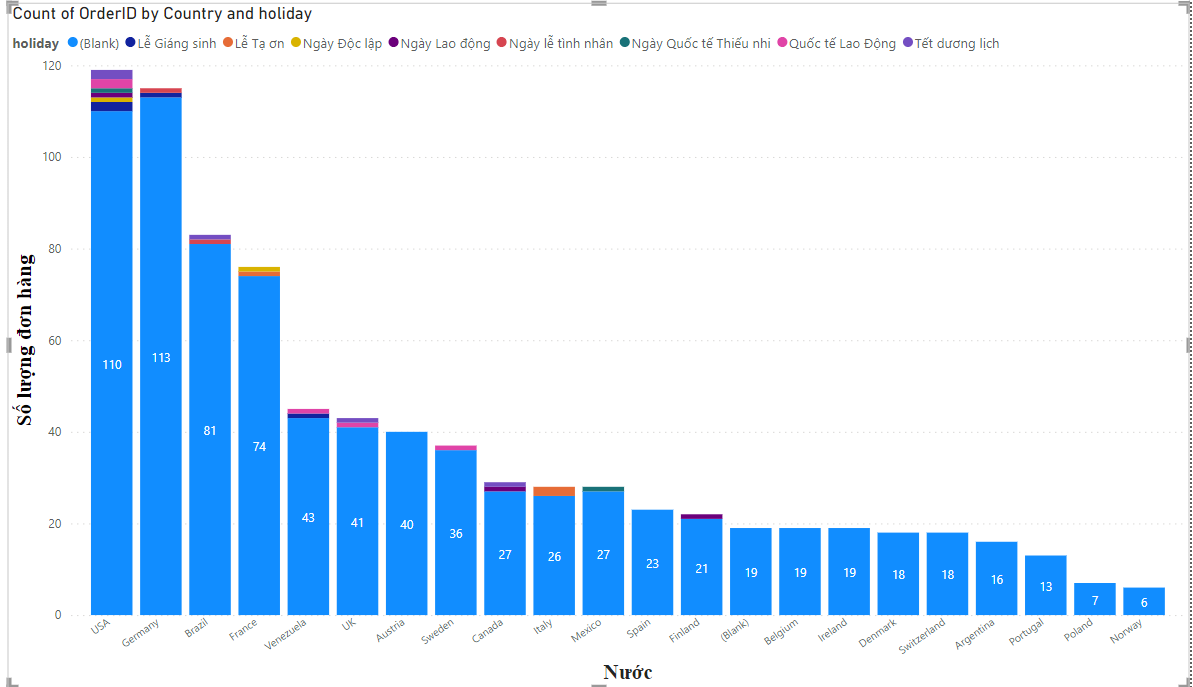 Count of OrderID by Country and holiday
holiday (Blank) Lễ Giáng sinh Lễ Tạ ơn Ngày Độc lập Ngày Lao động Ngày lễ tình nhân Ngày Quốc tế Thiếu nhi Quốc tế Lao Động Tết dương lịch
120
100
80
60
40
20
0
Số lượng đơn hàng
110 113 81 74 43 41 40 36 27 26 27 23 21 19 19 19 18 18 16 13 7 6
USA Germany Brazil France Venezuela UK Austria Sweden Canada Italy Mexico Spain Finland (Blank) Belgium Ireland Denmark Switzerland Argentina Portugal Poland Norway
Nước